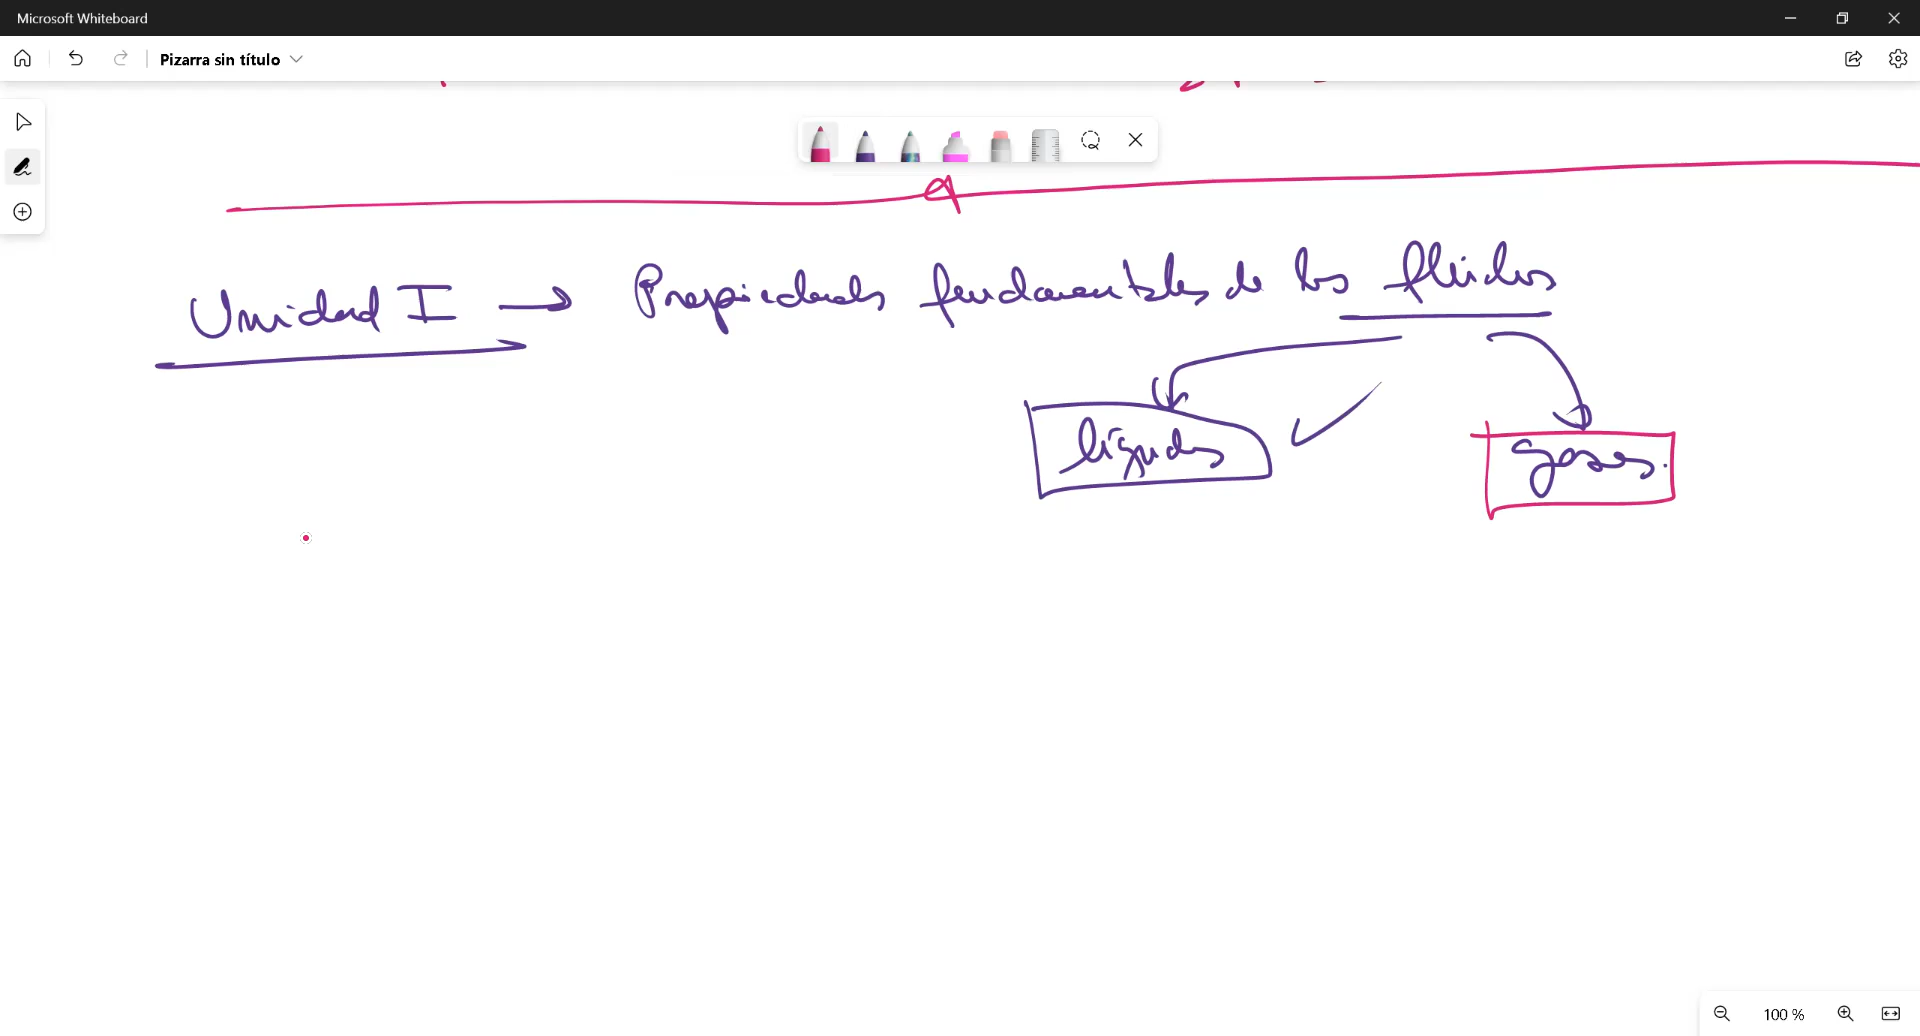 Microsoft Whiteboard
Pizarra sin título
Unidad I → Propiedades fundamentales de los fluidos
líquidos
gases.
100 %